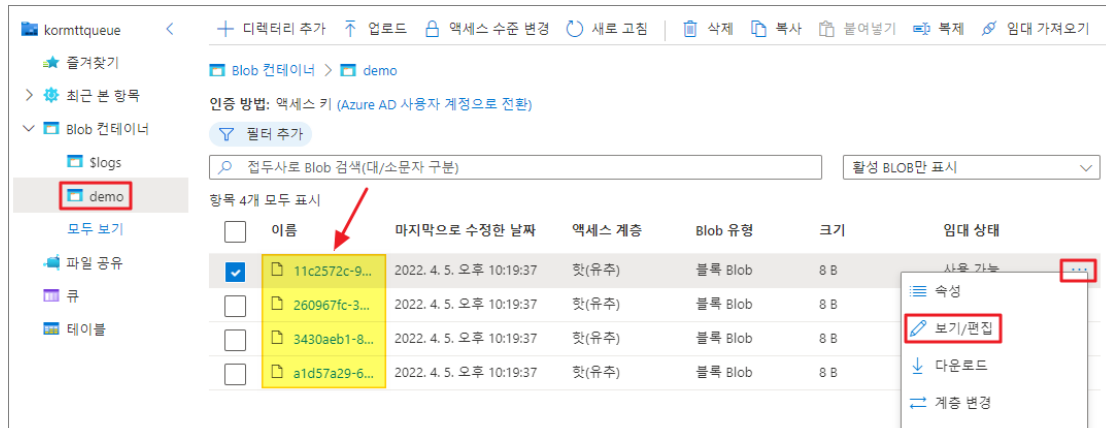 kormttqueue
즐겨찾기
최근 본 항목
Blob 컨테이너
$logs
demo
모두 보기
파일 공유
큐
테이블
디렉터리 추가 업로드 액세스 수준 변경 새로 고침 삭제 복사 붙여넣기 복제 임대 가져오기
Blob 컨테이너 > demo
인증 방법: 액세스 키 (Azure AD 사용자 계정으로 전환)
필터 추가
접두사로 Blob 검색(대/소문자 구분) 활성 BLOB만 표시
항목 4개 모두 표시
이름 마지막으로 수정한 날짜 액세스 계층 Blob 유형 크기 임대 상태
11c2572c-9... 2022. 4. 5. 오후 10:19:37 핫(유추) 블록 Blob 8 B 사용 가능 ...
260967fc-3... 2022. 4. 5. 오후 10:19:37 핫(유추) 블록 Blob 8 B
3430aeb1-8... 2022. 4. 5. 오후 10:19:37 핫(유추) 블록 Blob 8 B
a1d57a29-6... 2022. 4. 5. 오후 10:19:37 핫(유추) 블록 Blob 8 B
속성
보기/편집
다운로드
계층 변경